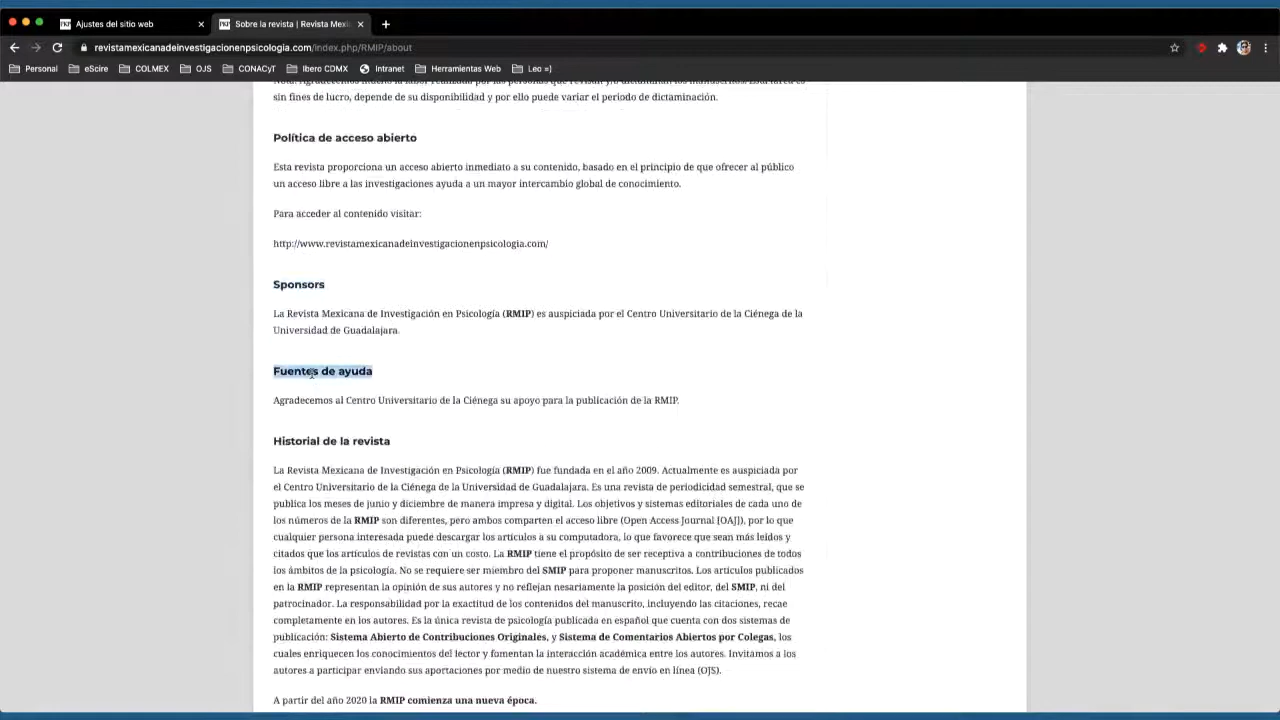 Ajustes del sitio web
Sobre la revista | Revista Mexi
revistamexicanadeinvestigacionenpsicologia.com/index.php/RMIP/about
Personal eScire COLMEX OJS CONACyT Ibero CDMX Intranet Herramientas Web Leo =]
sin fines de lucro, depende de su disponibilidad y por ello puede variar el periodo de dictaminación.
Política de acceso abierto
Esta revista proporciona un acceso abierto inmediato a su contenido, basado en el principio de que ofrecer al público
un acceso libre a las investigaciones ayuda a un mayor intercambio global de conocimiento.
Para acceder al contenido visitar:
http://www.revistamexicanadeinvestigacionenpsicologia.com/
Sponsors
La Revista Mexicana de Investigación en Psicología (RMIP) es auspiciada por el Centro Universitario de la Ciénega de la
Universidad de Guadalajara.
Fuentes de ayuda
Agradecemos al Centro Universitario de la Ciénega su apoyo para la publicación de la RMIP.
Historial de la revista
La Revista Mexicana de Investigación en Psicología (RMIP) fue fundada en el año 2009. Actualmente es auspiciada por
el Centro Universitario de la Ciénega de la Universidad de Guadalajara. Es una revista de periodicidad semestral, que se
publica los meses de junio y diciembre de manera impresa y digital. Los objetivos y sistemas editoriales de cada uno de
los números de la RMIP son diferentes, pero ambos comparten el acceso libre (Open Access Journal [OAJ]), por lo que
cualquier persona interesada puede descargar los artículos a su computadora, lo que favorece que sean más leídos y
citados que los artículos de revistas con un costo. La RMIP tiene el propósito de ser receptiva a contribuciones de todos
los ámbitos de la psicología. No se requiere ser miembro del SMIP para proponer manuscritos. Los artículos publicados
en la RMIP representan la opinión de sus autores y no reflejan nesariamente la posición del editor, del SMIP, ni del
patrocinador. La responsabilidad por la exactitud de los contenidos del manuscrito, incluyendo las citaciones, recae
completamente en los autores. Es la única revista de psicología publicada en español que cuenta con dos sistemas de
publicación: Sistema Abierto de Contribuciones Originales, y Sistema de Comentarios Abiertos por Colegas, los
cuales enriquecen los conocimientos del lector y fomentan la interacción académica entre los autores. Invitamos a los
autores a participar enviando sus aportaciones por medio de nuestro sistema de envío en línea (OJS).
A partir del año 2020 la RMIP comienza una nueva época.